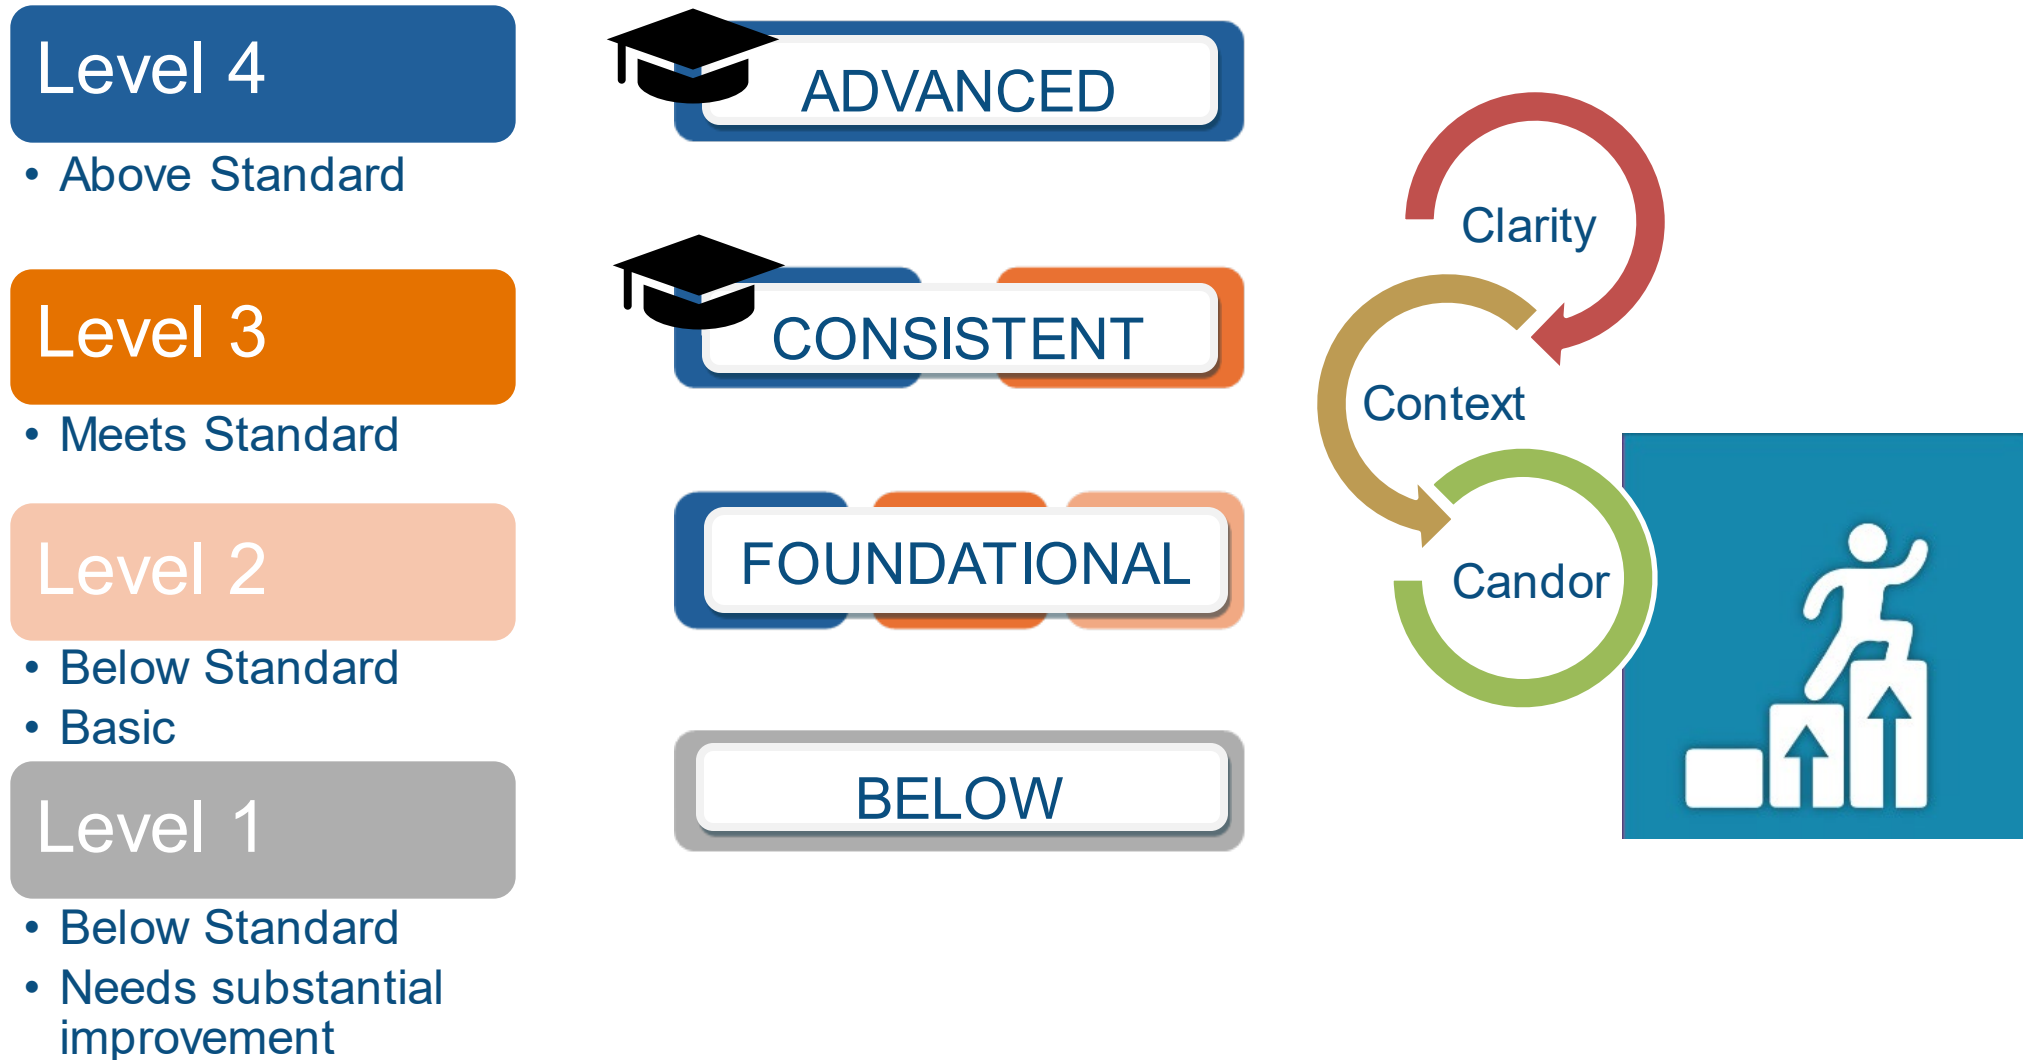 Level 4
• Above Standard
Level 3
• Meets Standard
Level 2
• Below Standard
• Basic
Level 1
• Below Standard
• Needs substantial
improvement
ADVANCED
CONSISTENT
FOUNDATIONAL
BELOW
Clarity
Context
Candor